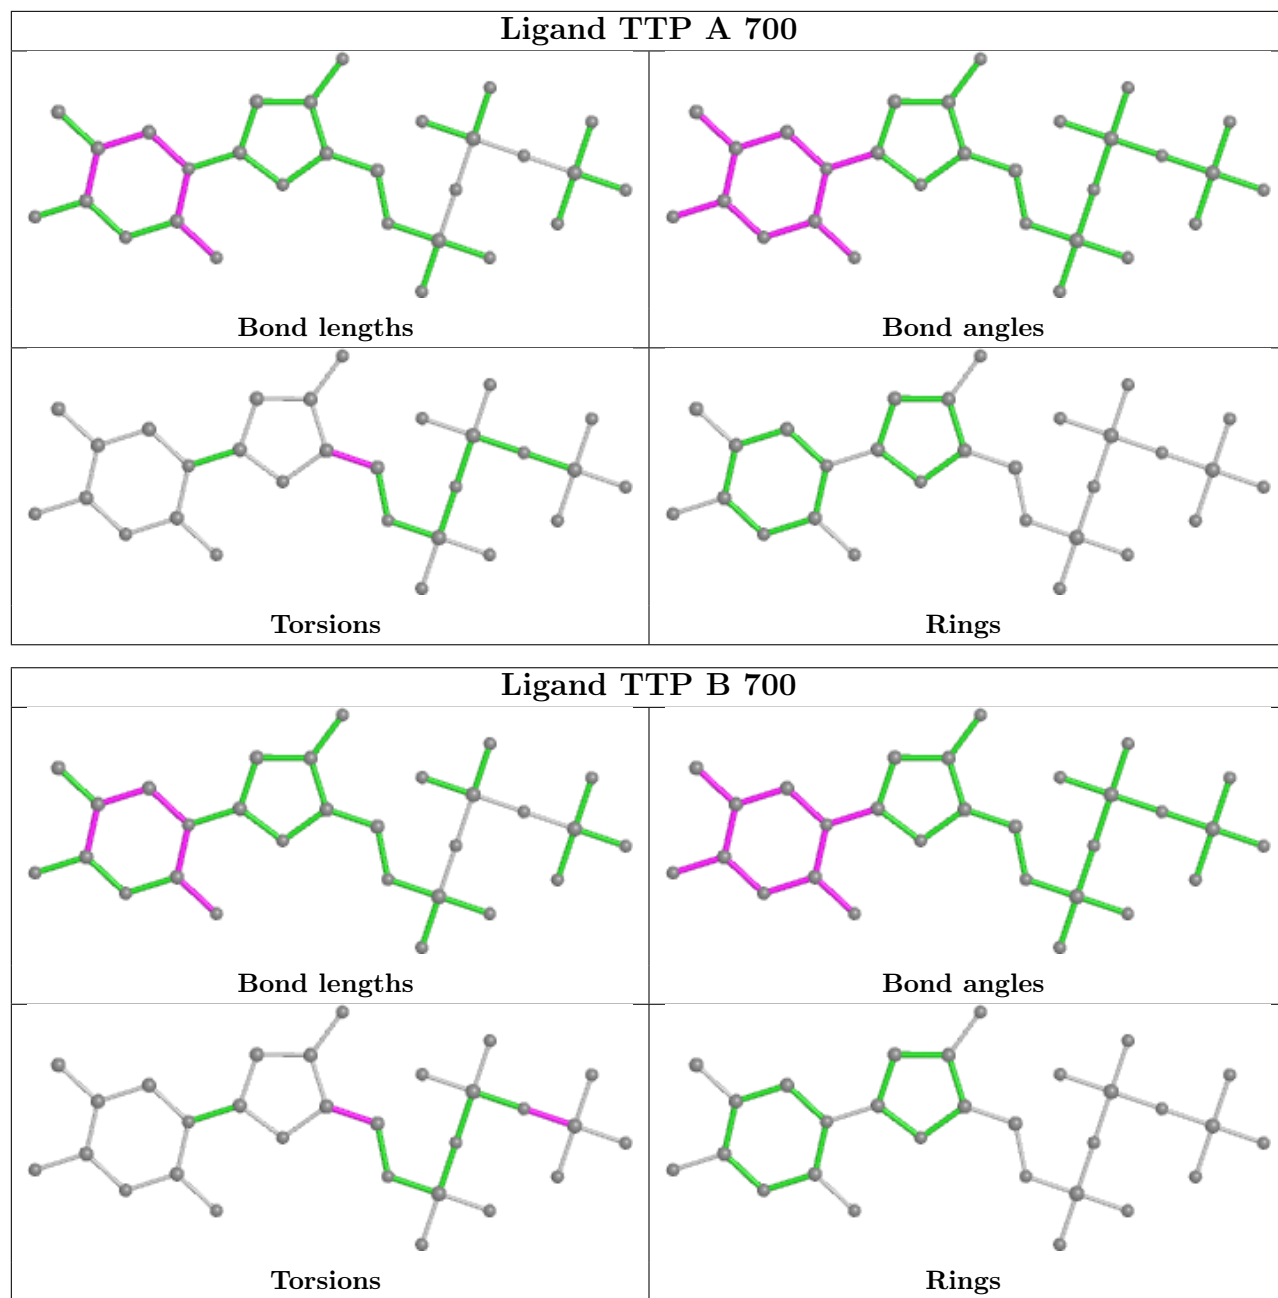 Ligand TTP A 700
Bond lengths
Bond angles
Torsions
Rings
Ligand TTP B 700
Bond lengths
Bond angles
Torsions
Rings